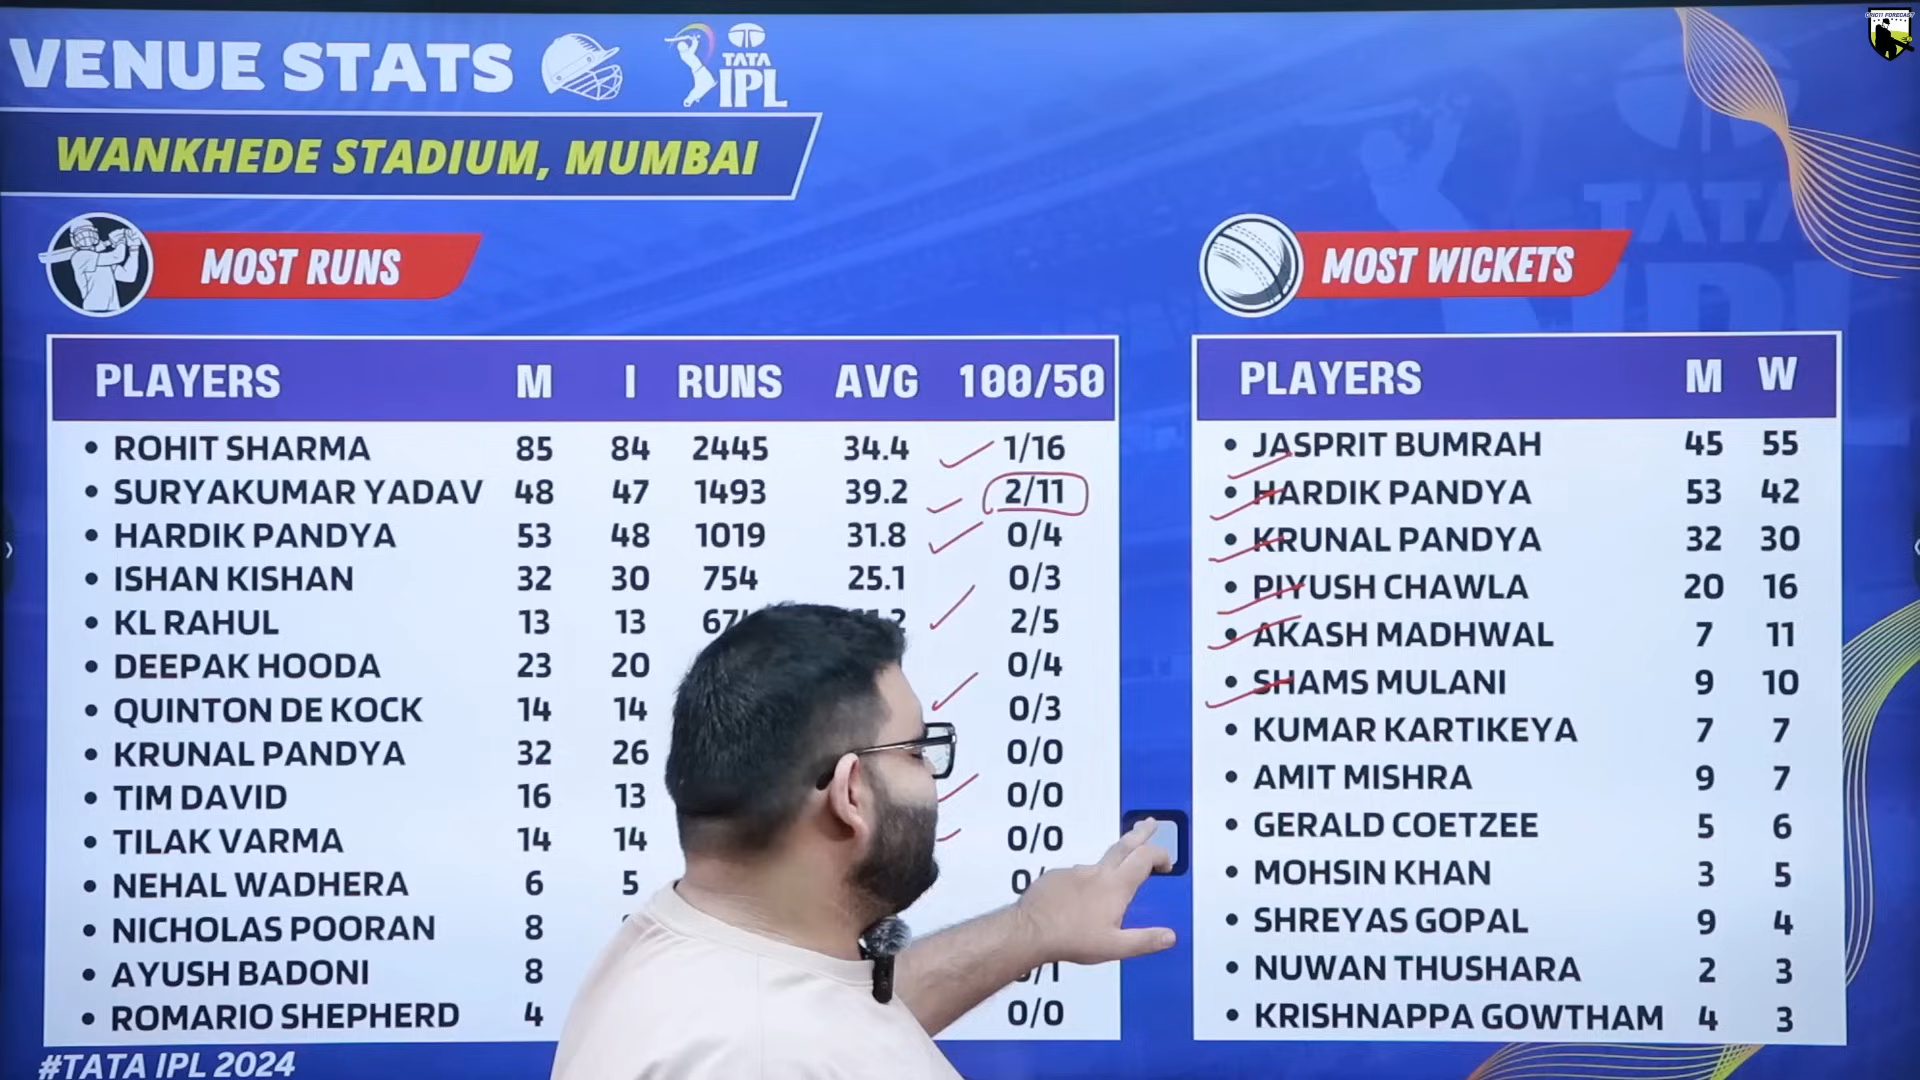 VENUE STATS
TATA
IPL
WANKHEDE STADIUM, MUMBAI
MOST RUNS
PLAYERS M I RUNS AVG 100/50
• ROHIT SHARMA 85 84 2445 34.4 1/16
• SURYAKUMAR YADAV 48 47 1493 39.2 2/11
• HARDIK PANDYA 53 48 1019 31.8 0/4
• ISHAN KISHAN 32 30 754 25.1 0/3
• KL RAHUL 13 13 2/5
• DEEPAK HOODA 23 20 0/4
• QUINTON DE KOCK 14 14 0/3
• KRUNAL PANDYA 32 26 0/0
• TIM DAVID 16 13 0/0
• TILAK VARMA 14 14 0/0
• NEHAL WADHERA 6 5
• NICHOLAS POORAN 8
• AYUSH BADONI 8
• ROMARIO SHEPHERD 4 0/0
#TATA IPL 2024
MOST WICKETS
PLAYERS M W
• JASPRIT BUMRAH 45 55
• HARDIK PANDYA 53 42
• KRUNAL PANDYA 32 30
• PIYUSH CHAWLA 20 16
• AKASH MADHWAL 7 11
• SHAMS MULANI 9 10
• KUMAR KARTIKEYA 7 7
• AMIT MISHRA 9 7
• GERALD COETZEE 5 6
• MOHSIN KHAN 3 5
• SHREYAS GOPAL 9 4
• NUWAN THUSHARA 2 3
• KRISHNAPPA GOWTHAM 4 3
TATA
CRIC11 FORECAST